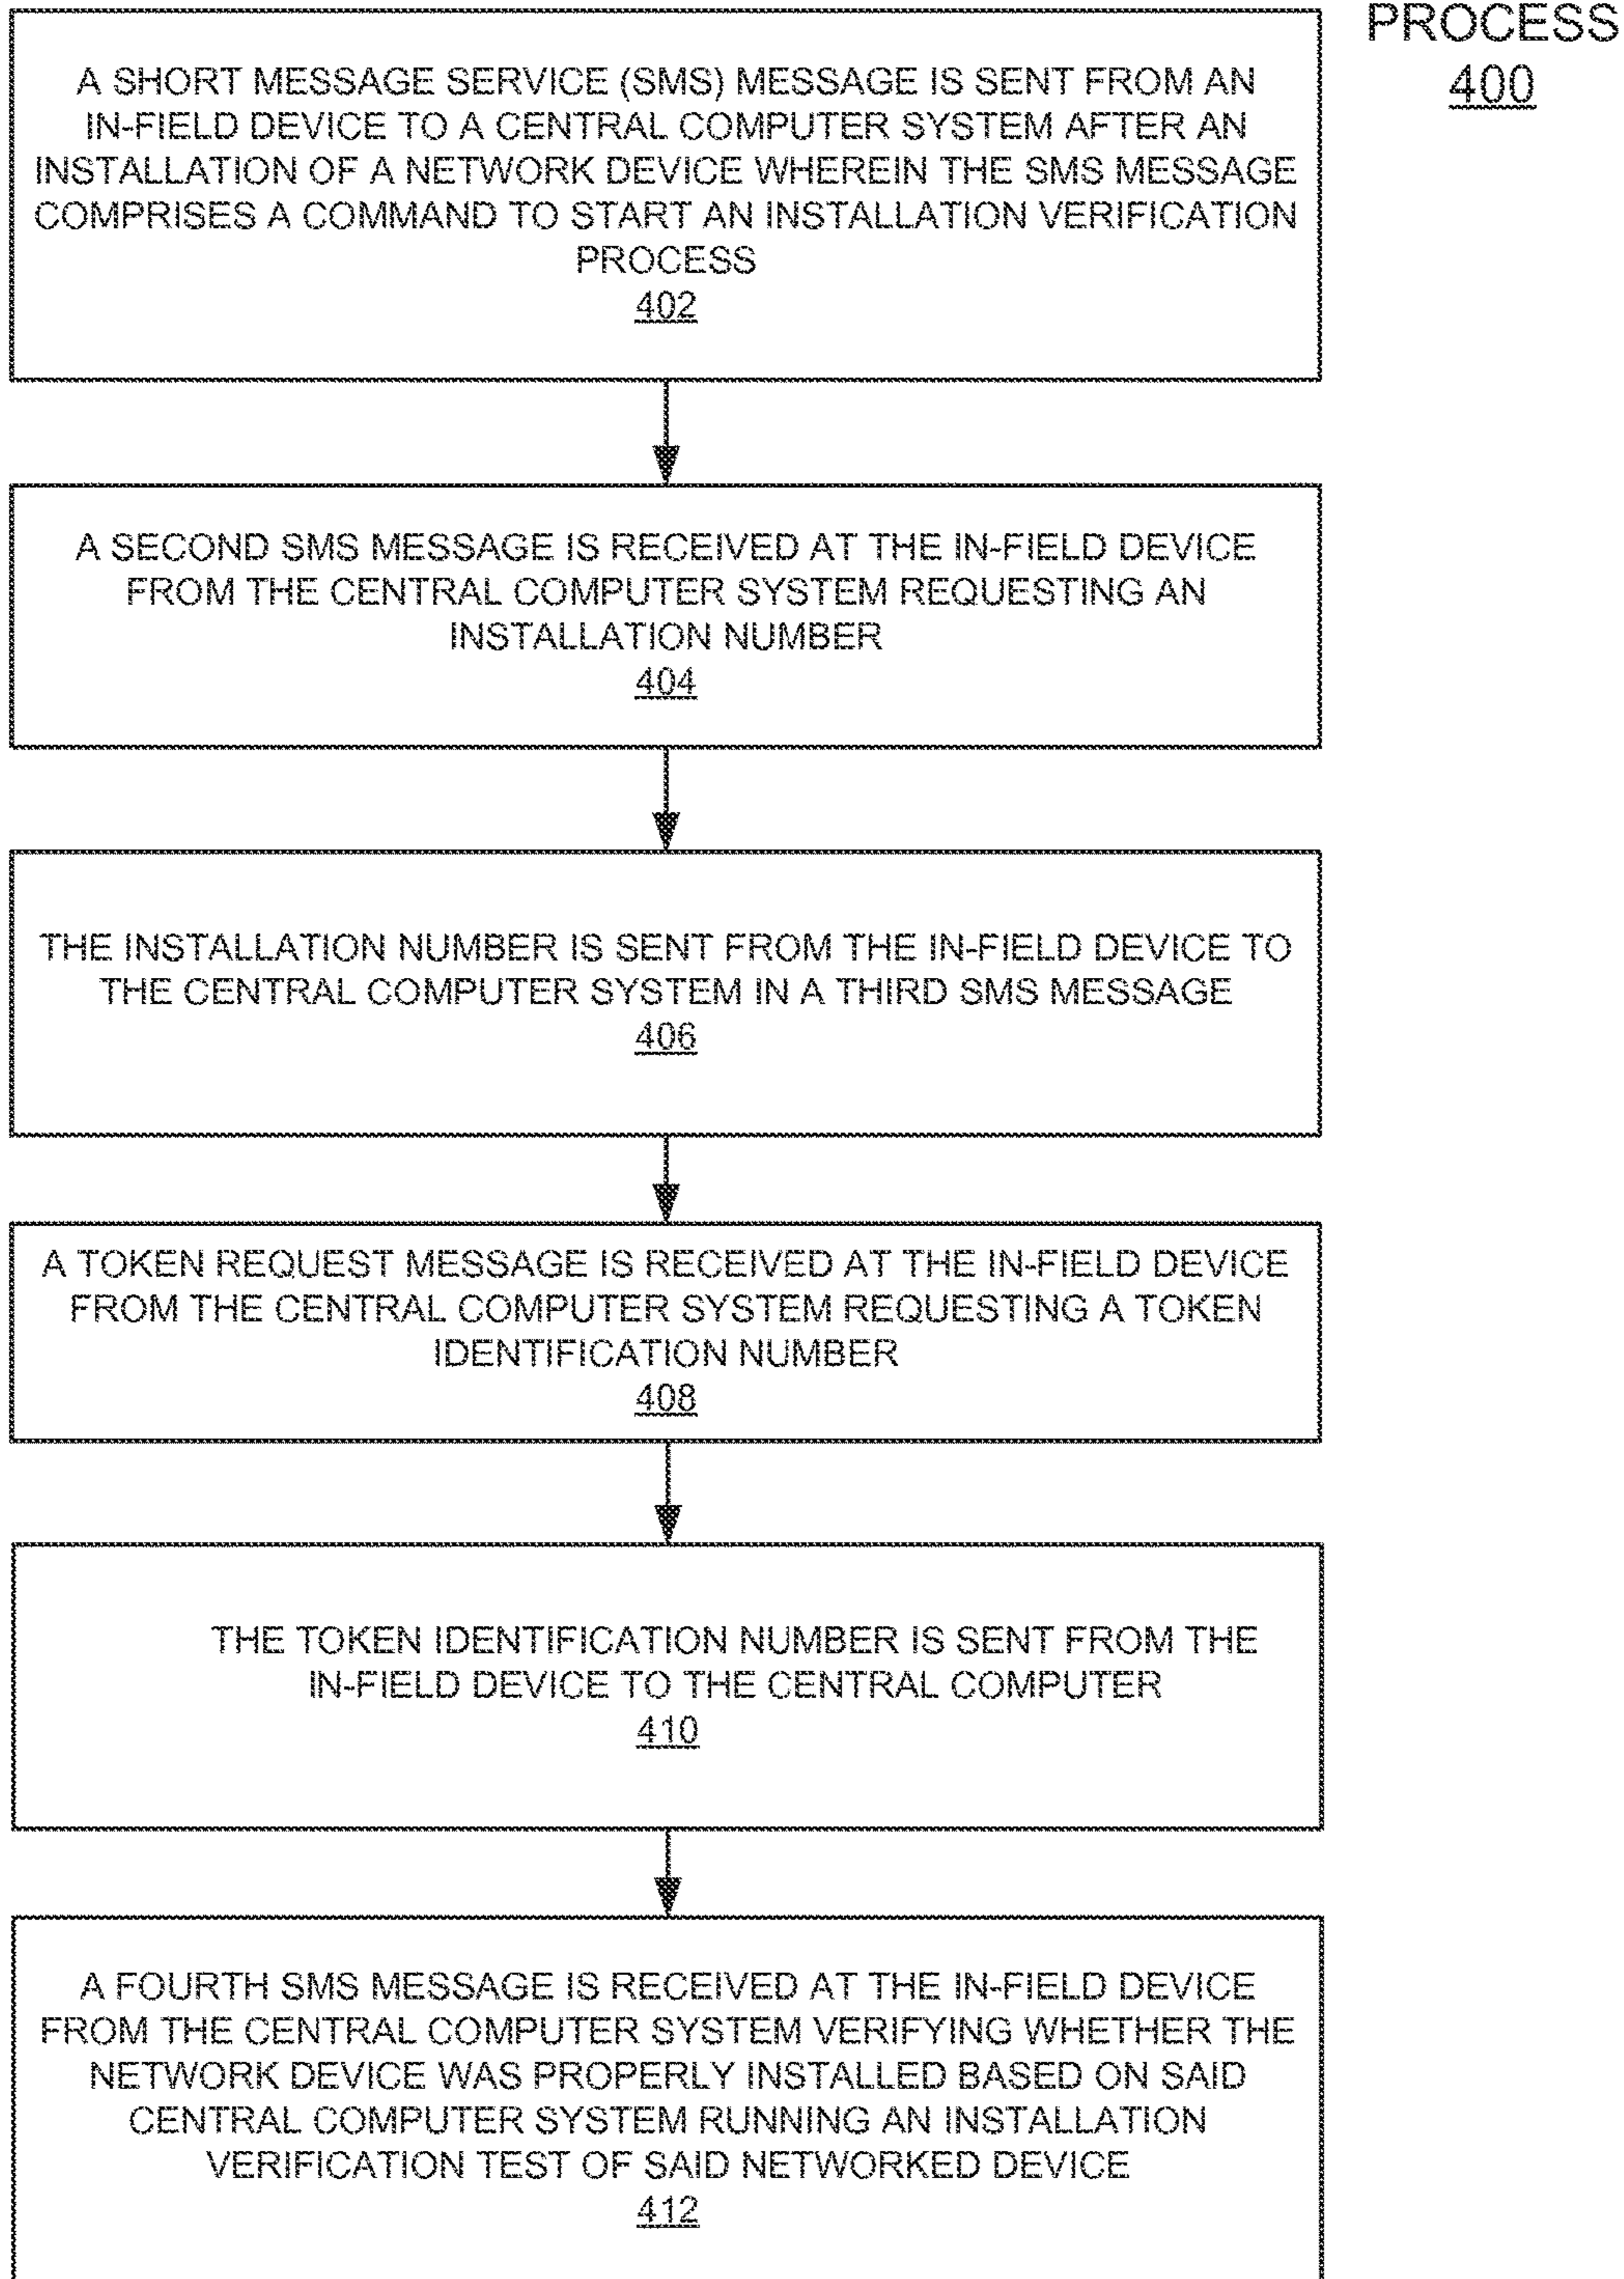 PROCESS
400
A SHORT MESSAGE SERVICE (SMS) MESSAGE IS SENT FROM AN
IN-FIELD DEVICE TO A CENTRAL COMPUTER SYSTEM AFTER AN
INSTALLATION OF A NETWORK DEVICE WHEREIN THE SMS MESSAGE
COMPRISES A COMMAND TO START AN INSTALLATION VERIFICATION
PROCESS
402
A SECOND SMS MESSAGE IS RECEIVED AT THE IN-FIELD DEVICE
FROM THE CENTRAL COMPUTER SYSTEM REQUESTING AN
INSTALLATION NUMBER
404
THE INSTALLATION NUMBER IS SENT FROM THE IN-FIELD DEVICE TO
THE CENTRAL COMPUTER SYSTEM IN A THIRD SMS MESSAGE
406
A TOKEN REQUEST MESSAGE IS RECEIVED AT THE IN-FIELD DEVICE
FROM THE CENTRAL COMPUTER SYSTEM REQUESTING A TOKEN
IDENTIFICATION NUMBER
408
THE TOKEN IDENTIFICATION NUMBER IS SENT FROM THE
IN-FIELD DEVICE TO THE CENTRAL COMPUTER
410
A FOURTH SMS MESSAGE IS RECEIVED AT THE IN-FIELD DEVICE
FROM THE CENTRAL COMPUTER SYSTEM VERIFYING WHETHER THE
NETWORK DEVICE WAS PROPERLY INSTALLED BASED ON SAID
CENTRAL COMPUTER SYSTEM RUNNING AN INSTALLATION
VERIFICATION TEST OF SAID NETWORKED DEVICE
412